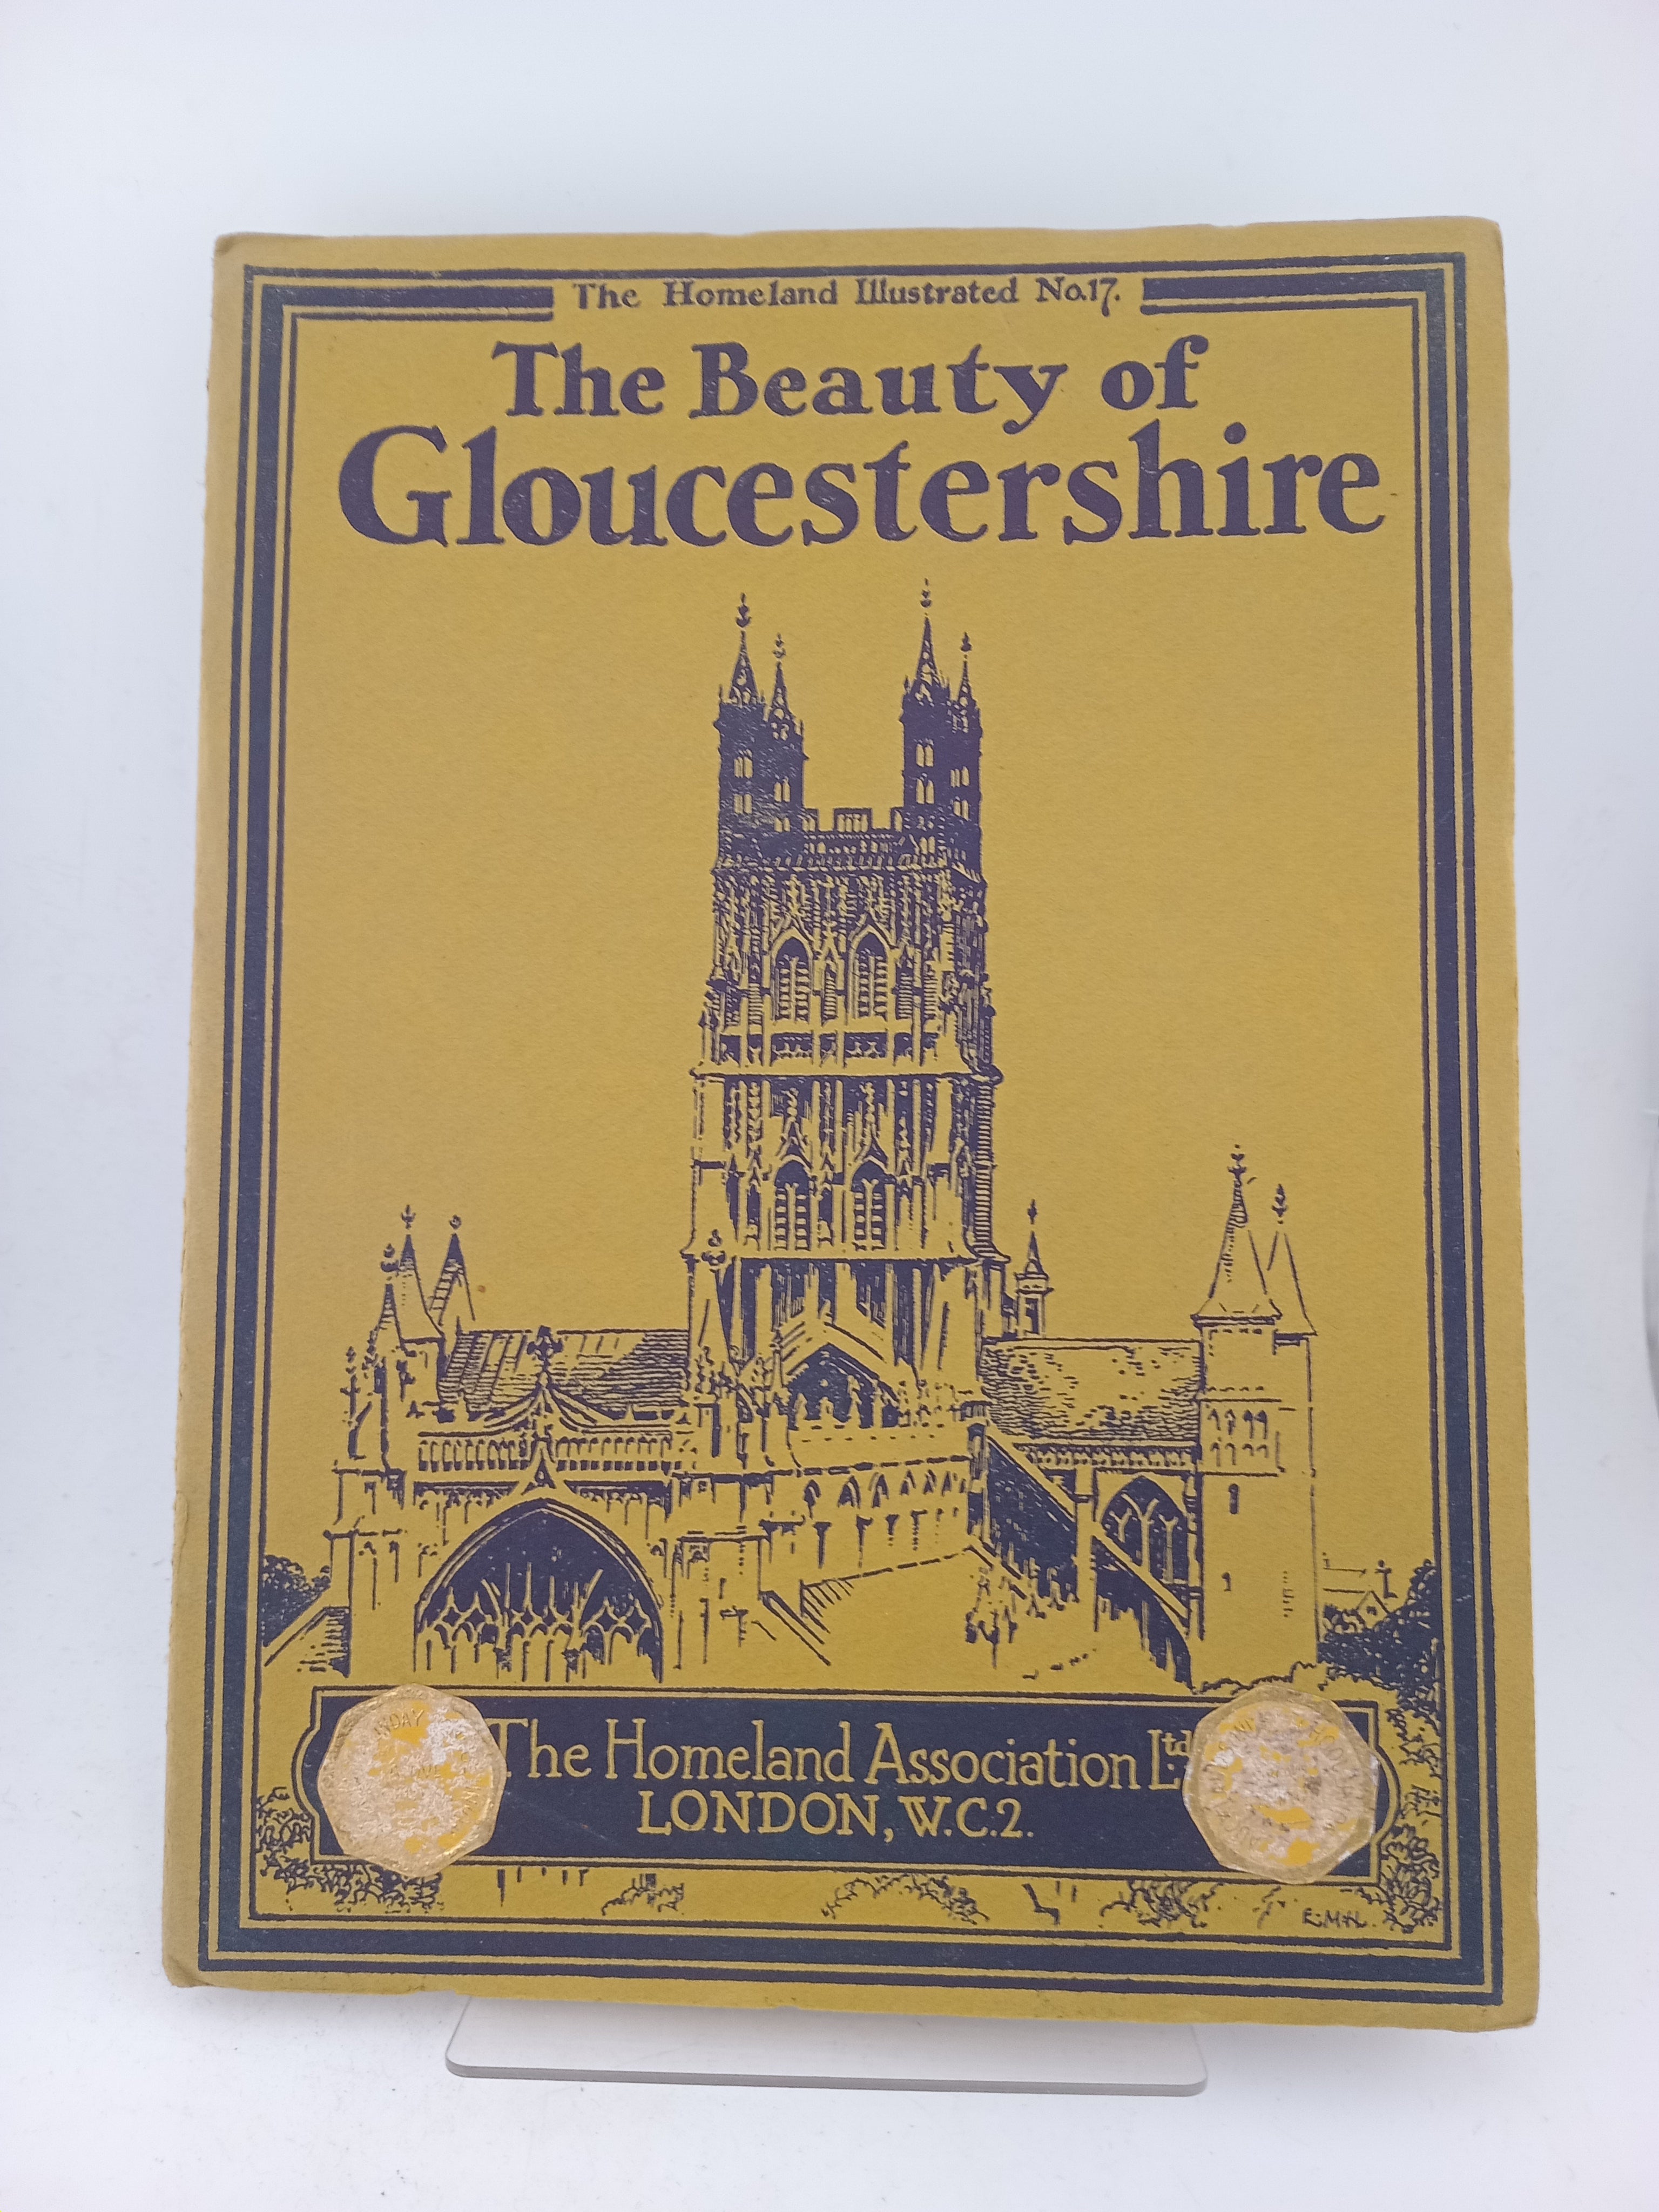 The Homeland Illustrated No.17.
The Beauty of
Gloucestershire
The Homeland Association Ltd
LONDON, W.C.2.